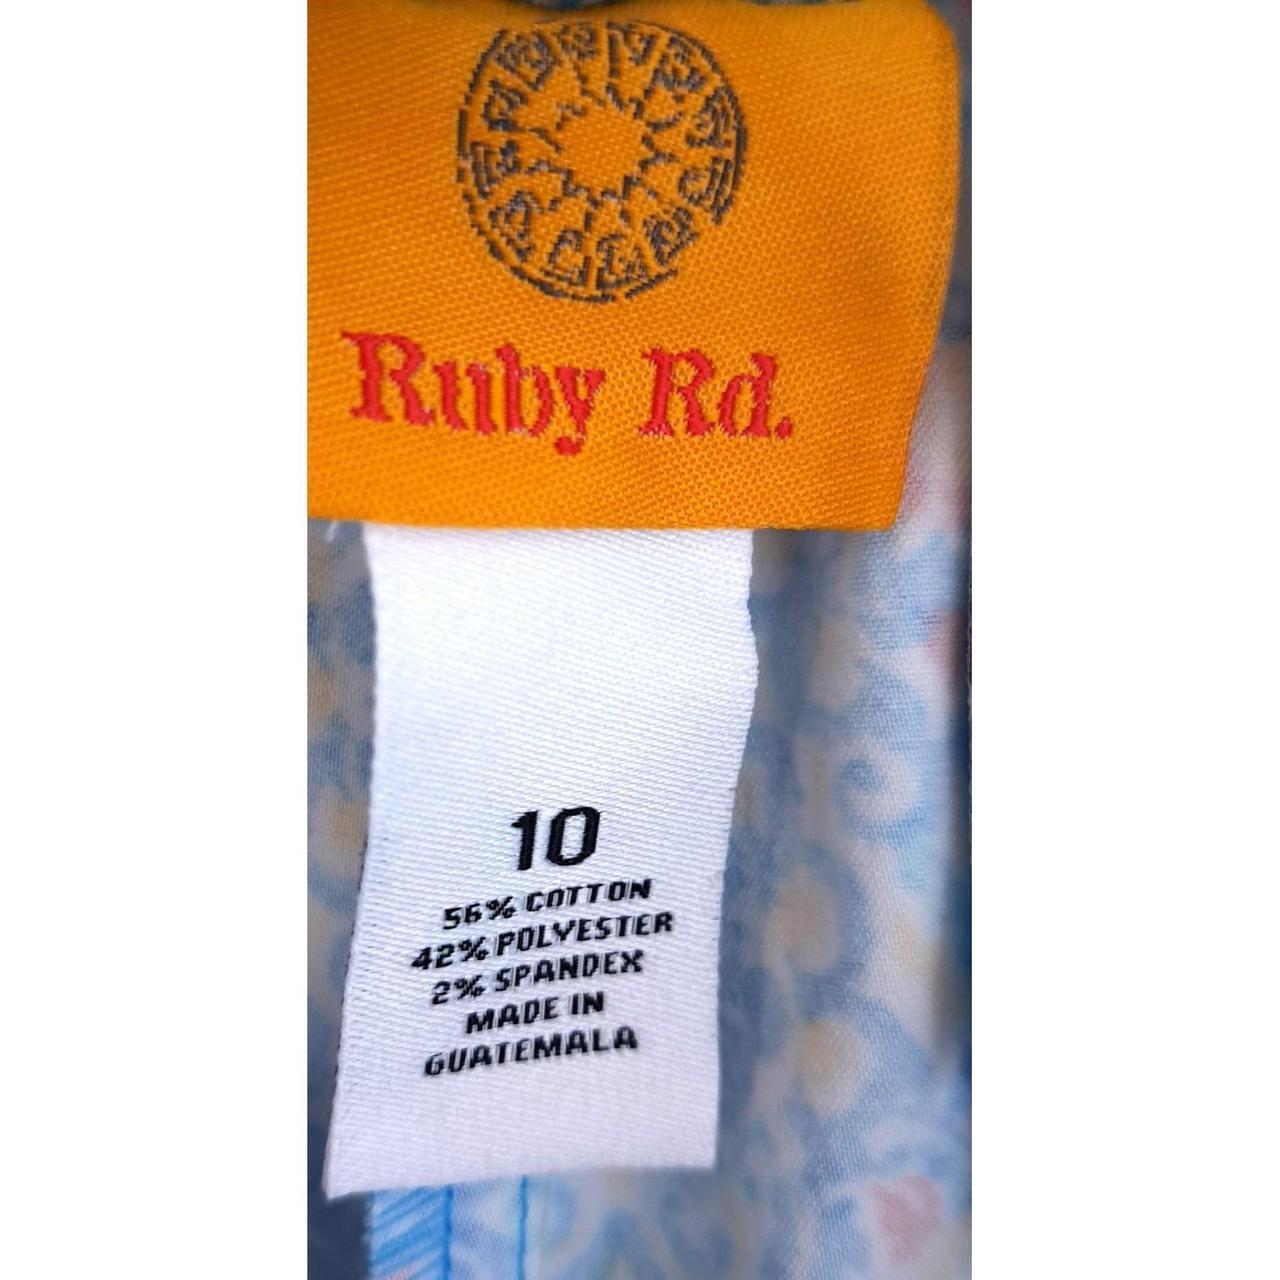 Ruby Rd.
10
56% COTTON
42% POLYESTER
2% SPANDEX
MADE IN
GUATEMALA